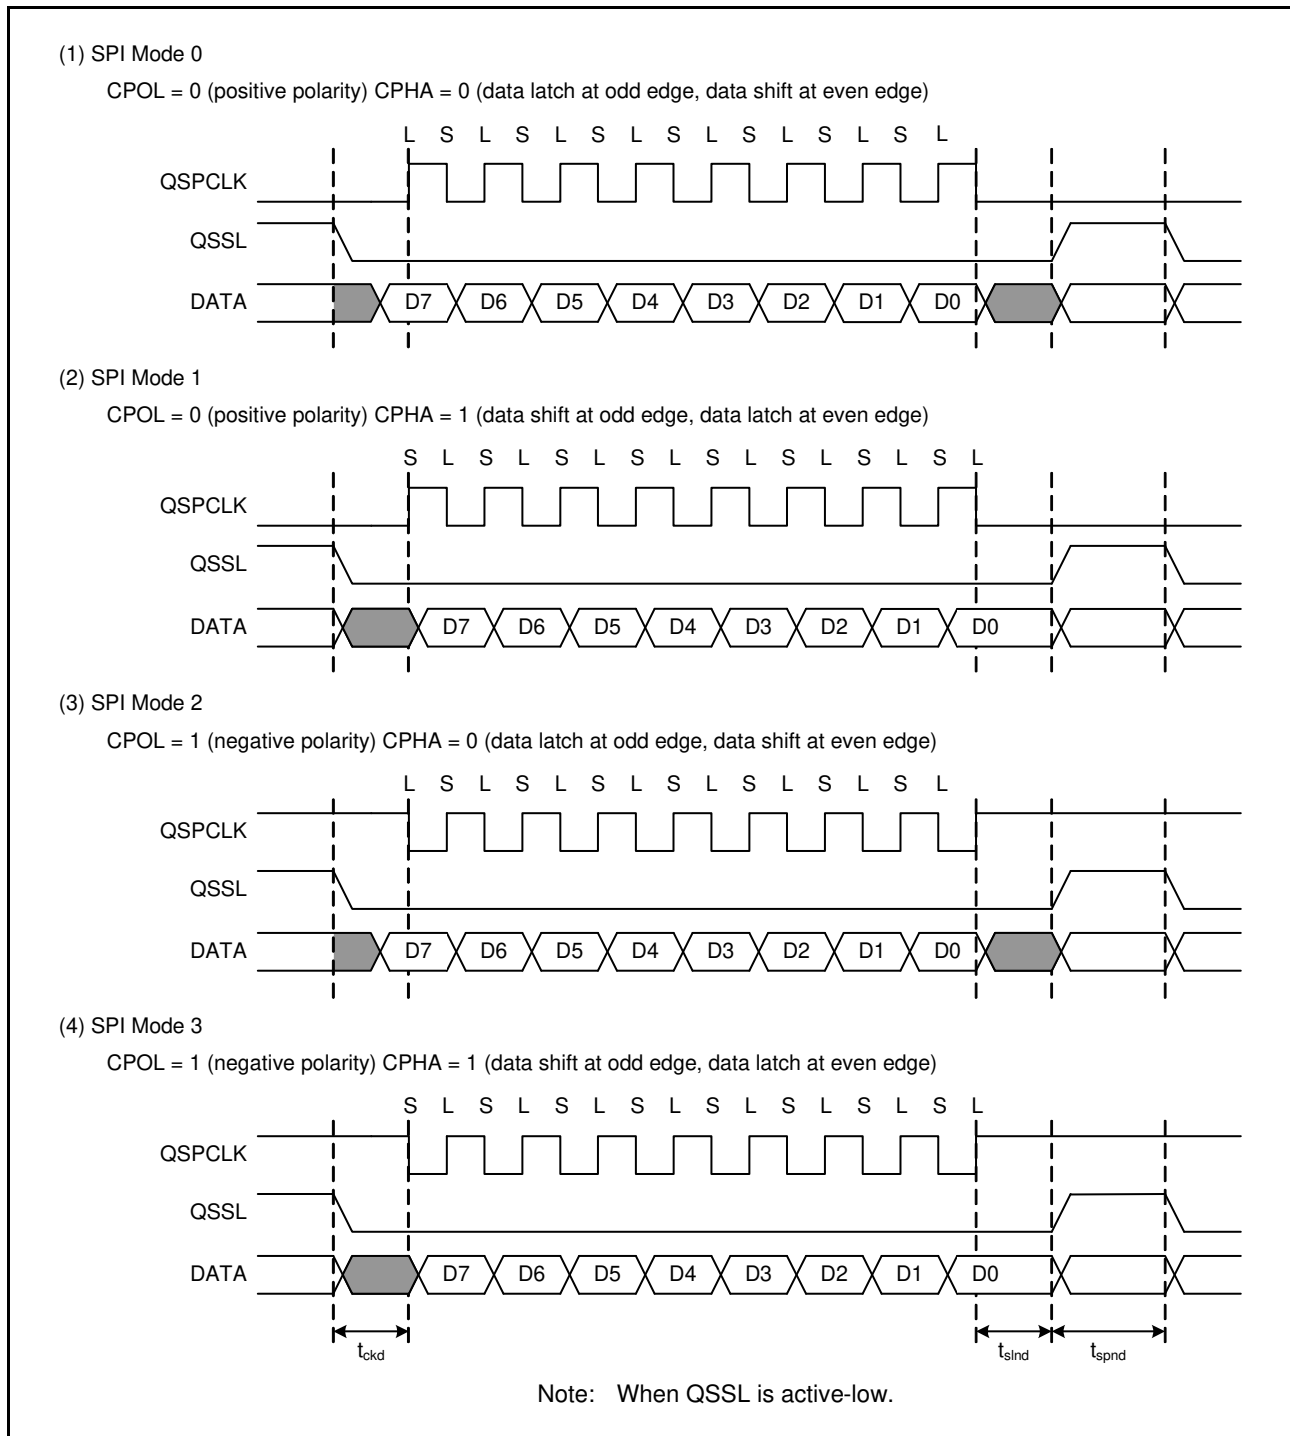 (1) SPI Mode 0
CPOL = 0 (positive polarity) CPHA = 0 (data latch at odd edge, data shift at even edge)
L S L S L S L S L S L S L S L
QSPCLK
QSSL
DATA D7 D6 D5 D4 D3 D2 D1 D0
(2) SPI Mode 1
CPOL = 0 (positive polarity) CPHA = 1 (data shift at odd edge, data latch at even edge)
S L S L S L S L S L S L S L S L
QSPCLK
QSSL
DATA D7 D6 D5 D4 D3 D2 D1 D0
(3) SPI Mode 2
CPOL = 1 (negative polarity) CPHA = 0 (data latch at odd edge, data shift at even edge)
L S L S L S L S L S L S L S L
QSPCLK
QSSL
DATA D7 D6 D5 D4 D3 D2 D1 D0
(4) SPI Mode 3
CPOL = 1 (negative polarity) CPHA = 1 (data shift at odd edge, data latch at even edge)
S L S L S L S L S L S L S L S L
QSPCLK
QSSL
DATA D7 D6 D5 D4 D3 D2 D1 D0
tckd tslnd tspnd
Note: When QSSL is active-low.